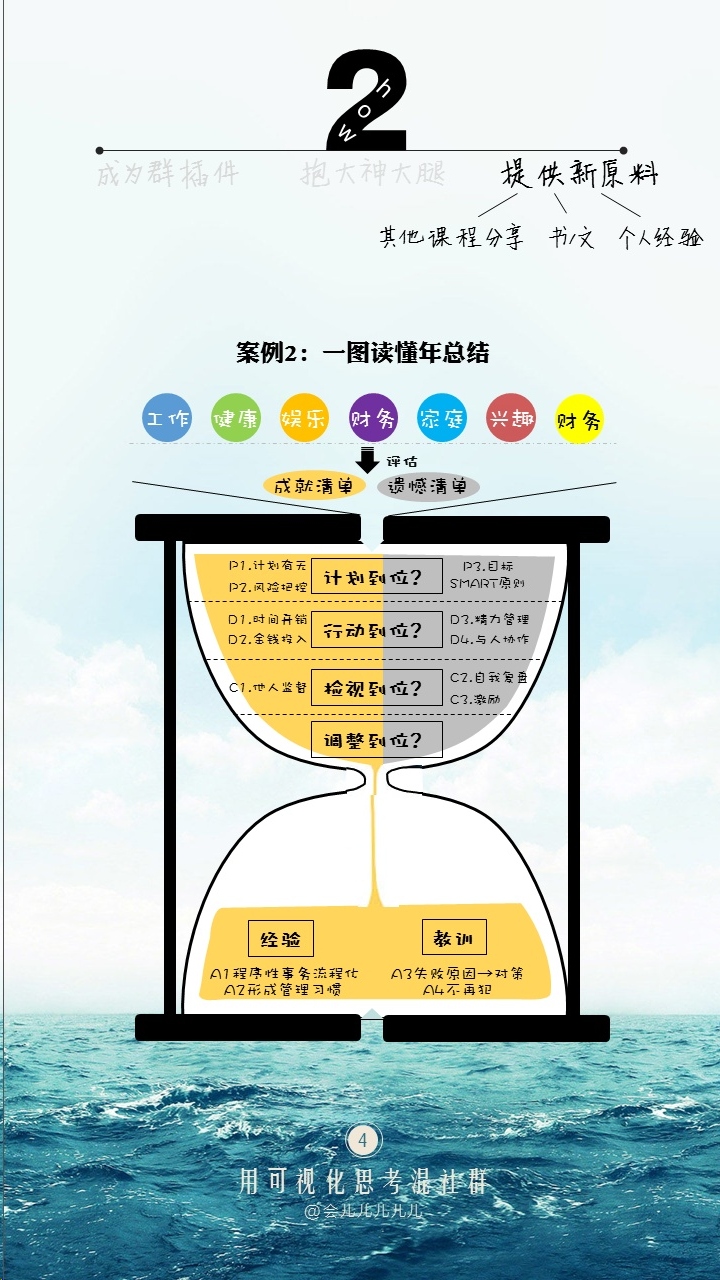 2
how
成为群插件 抱大神大腿 提供新原料
其他课程分享 书/文 个人经验
案例2：一图读懂年总结
工作 健康 娱乐 财务 家庭 兴趣 财务
评估
成就清单 遗憾清单
P1.计划有无
P2.风险把控
计划到位？
P3.目标
SMART原则
D1.时间开销
D2.金钱投入
行动到位？
D3.精力管理
D4.与人协作
C1.他人监督
检视到位？
C2.自我复盘
C3.激励
调整到位？
经验
教训
A1程序性事务流程化
A2形成管理习惯
A3失败原因→对策
A4不再犯
4
用可视化思考混社群
@会儿儿儿儿儿